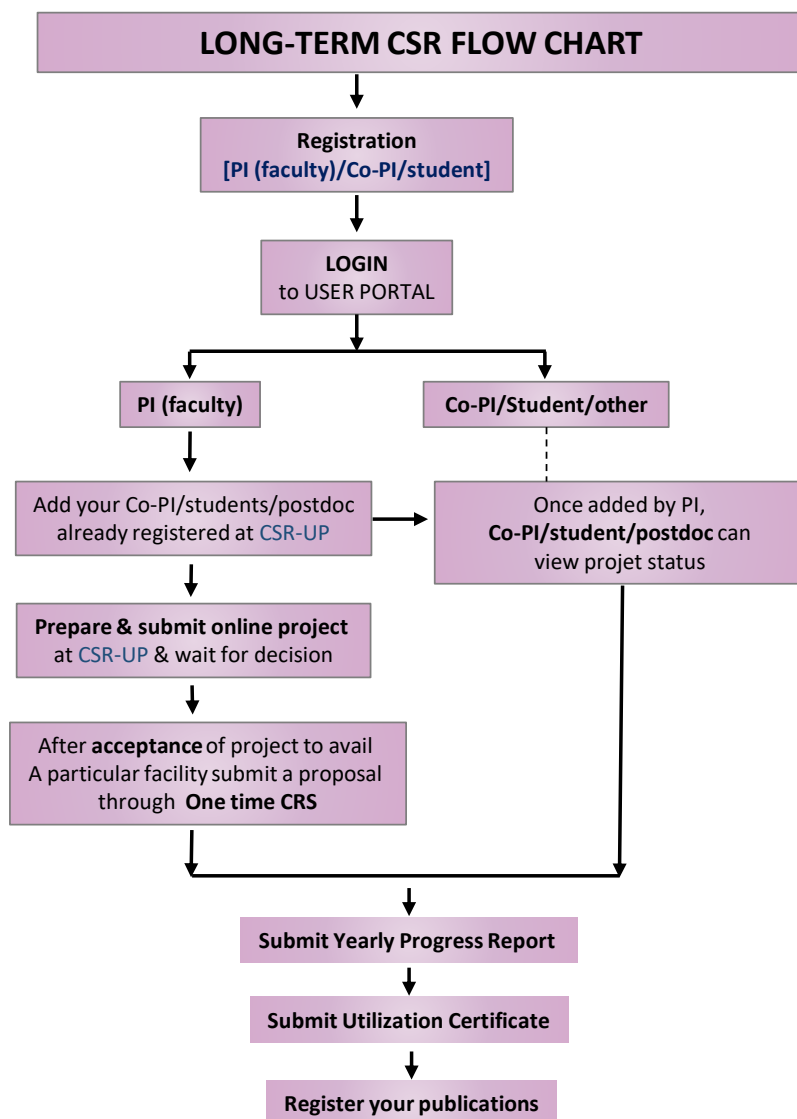 LONG-TERM CSR FLOW CHART
Registration
[PI (faculty)/Co-PI/student]
LOGIN
to USER PORTAL
PI (faculty)
Co-PI/Student/other
Add your Co-PI/students/postdoc
already registered at CSR-UP
Once added by PI,
Co-PI/student/postdoc can
view projet status
Prepare & submit online project
at CSR-UP & wait for decision
After acceptance of project to avail
A particular facility submit a proposal
through One time CRS
Submit Yearly Progress Report
Submit Utilization Certificate
Register your publications